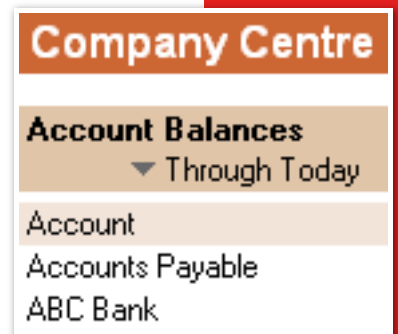 Company Centre
Account Balances
Through Today
Account
Accounts Payable
ABC Bank